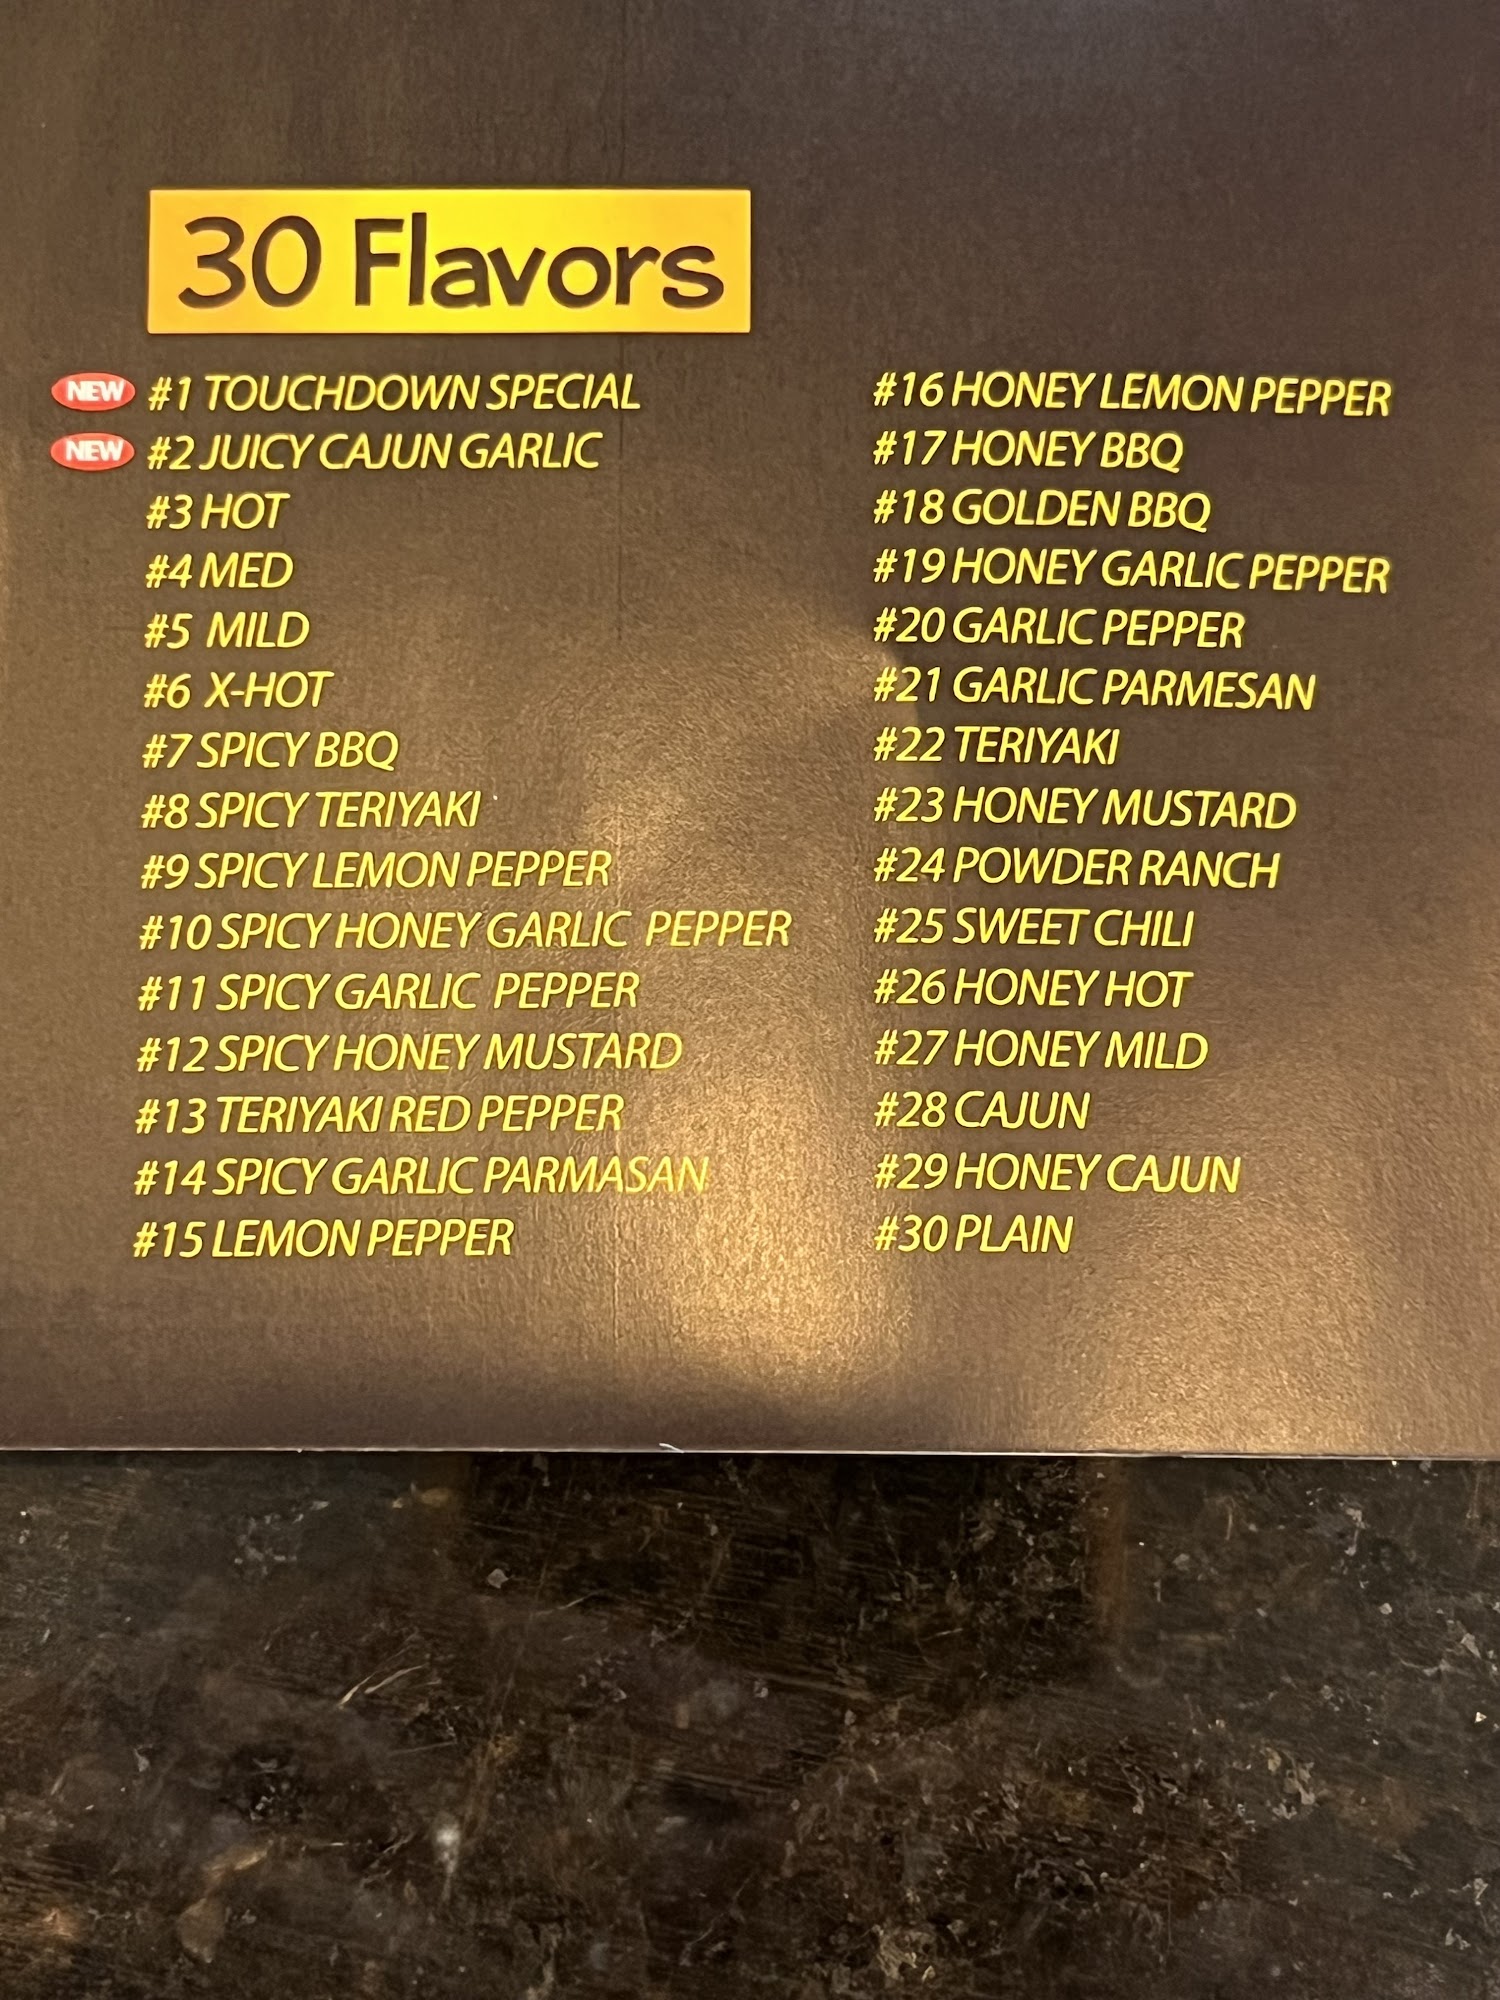 30 Flavors
NEW #1 TOUCHDOWN SPECIAL
NEW #2 JUICY CAJUN GARLIC
#3 HOT
#4 MED
#5 MILD
#6 X-HOT
#7 SPICY BBQ
#8 SPICY TERIYAKI
#9 SPICY LEMON PEPPER
#10 SPICY HONEY GARLIC PEPPER
#11 SPICY GARLIC PEPPER
#12 SPICY HONEY MUSTARD
#13 TERIYAKI RED PEPPER
#14 SPICY GARLIC PARMASAN
#15 LEMON PEPPER
#16 HONEY LEMON PEPPER
#17 HONEY BBQ
#18 GOLDEN BBQ
#19 HONEY GARLIC PEPPER
#20 GARLIC PEPPER
#21 GARLIC PARMESAN
#22 TERIYAKI
#23 HONEY MUSTARD
#24 POWDER RANCH
#25 SWEET CHILI
#26 HONEY HOT
#27 HONEY MILD
#28 CAJUN
#29 HONEY CAJUN
#30 PLAIN